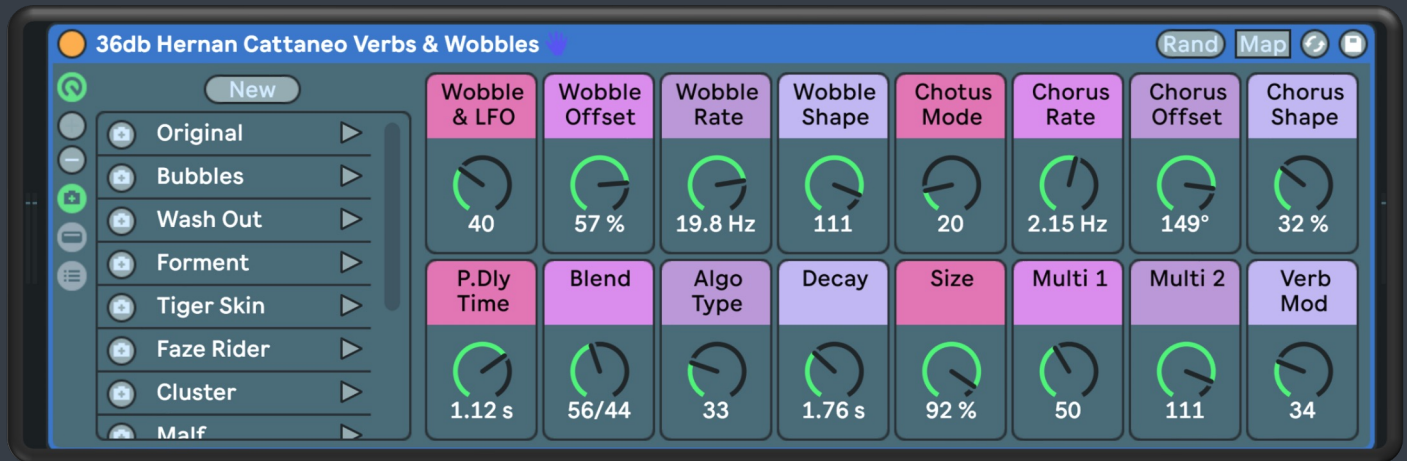 36db Hernan Cattaneo Verbs & Wobbles
Rand Map
New
Original
Bubbles
Wash Out
Forment
Tiger Skin
Faze Rider
Cluster
Malf
Wobble & LFO
40
Wobble Offset
57 %
Wobble Rate
19.8 Hz
Wobble Shape
111
Chotus Mode
20
Chorus Rate
2.15 Hz
Chorus Offset
149°
Chorus Shape
32 %
P.Dly Time
1.12 s
Blend
56/44
Algo Type
33
Decay
1.76 s
Size
92 %
Multi 1
50
Multi 2
111
Verb Mod
34